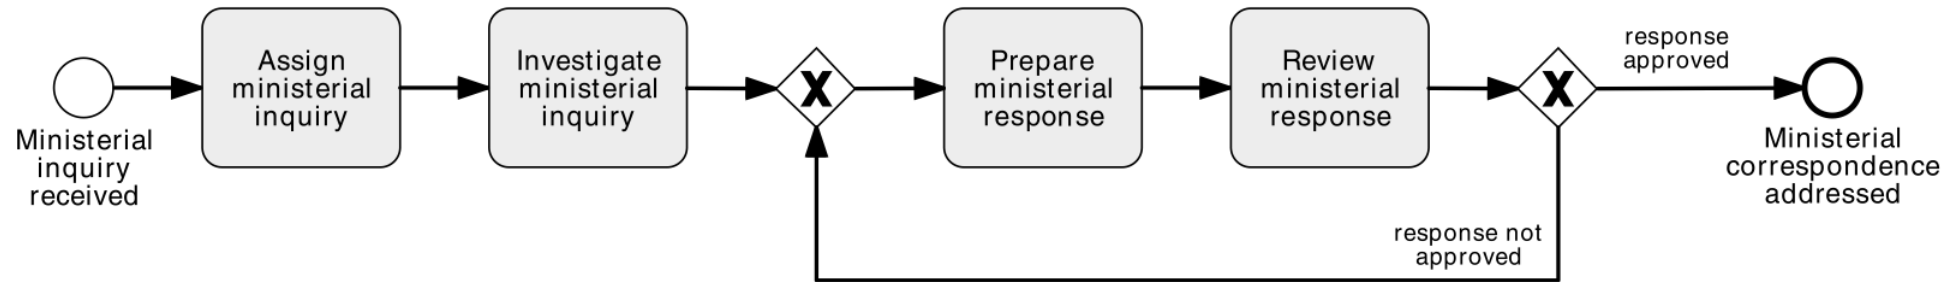 Ministerial
inquiry
received
Assign
ministerial
inquiry
Investigate
ministerial
inquiry
X
Prepare
ministerial
response
Review
ministerial
response
X
response
approved
response not
approved
Ministerial
correspondence
addressed